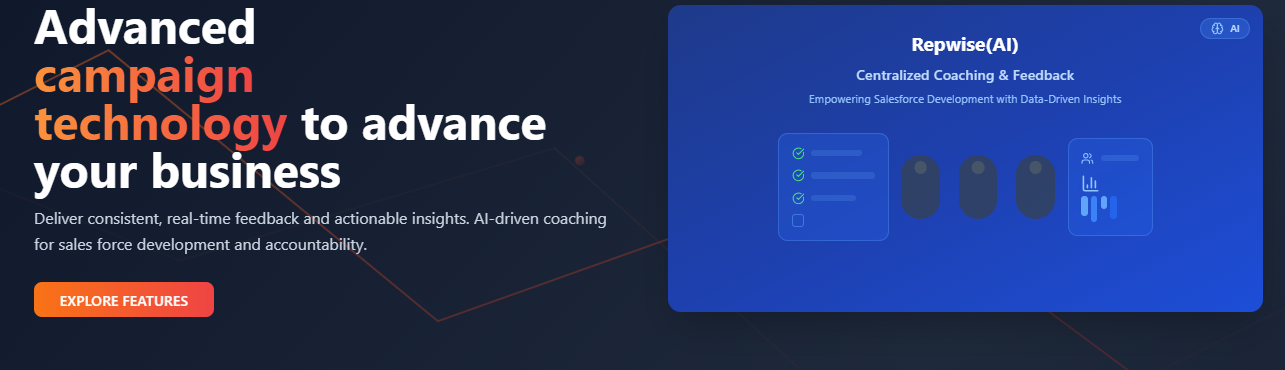 Advanced
campaign
technology to advance
your business
Deliver consistent, real-time feedback and actionable insights. AI-driven coaching
for sales force development and accountability.
EXPLORE FEATURES
AI
Repwise(AI)
Centralized Coaching & Feedback
Empowering Salesforce Development with Data-Driven Insights